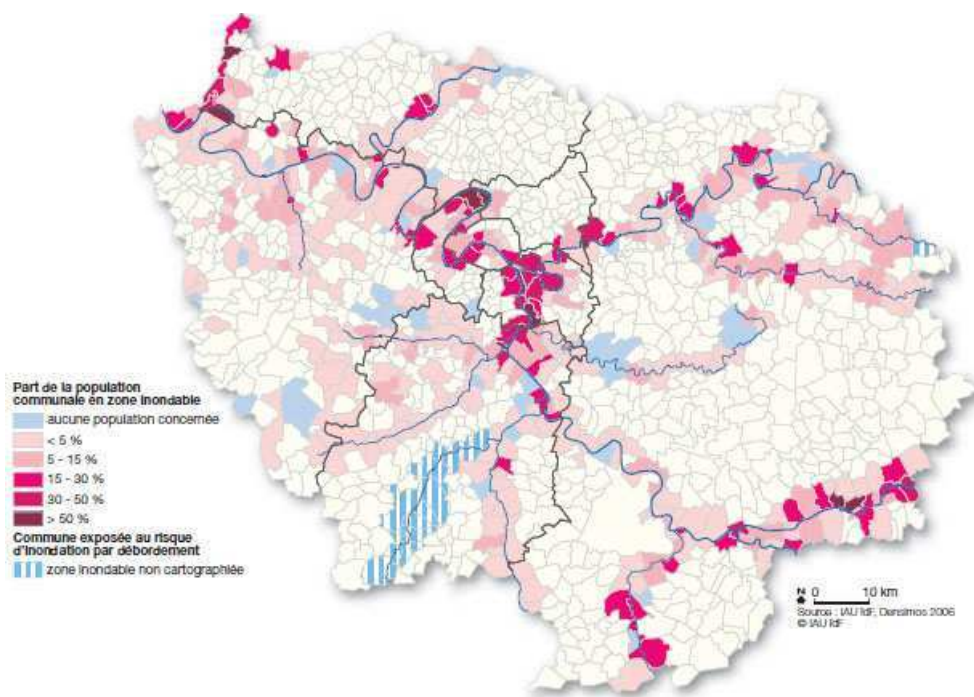 Part de la population
communale en zone inondable
aucune population concernée
< 5 %
5 - 15 %
15 - 30 %
30 - 50 %
> 50 %
Commune exposée au risque
d'inondation par débordement
zone inondable non cartographiée
N 0 10 km
Source : IAU îdF, Densimos 2006
© IAU îdF